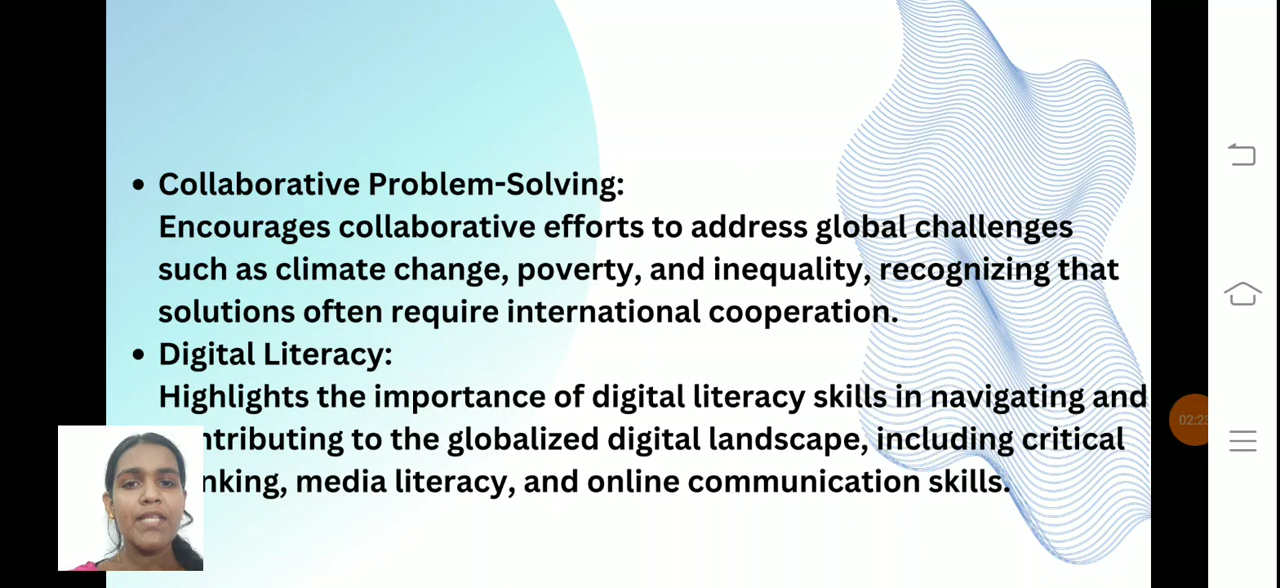 • Collaborative Problem-Solving:
Encourages collaborative efforts to address global challenges
such as climate change, poverty, and inequality, recognizing that
solutions often require international cooperation.
• Digital Literacy:
Highlights the importance of digital literacy skills in navigating and
to the globalized digital landscape, including critical
media literacy, and online communication skills.
02:23